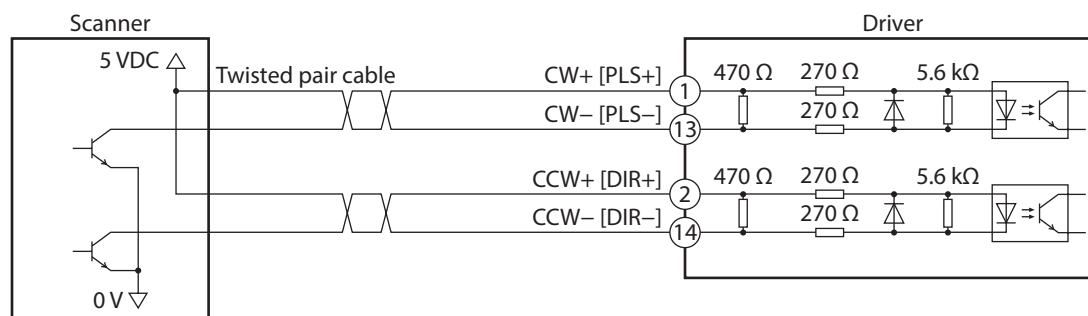 Scanner
Driver
5 VDC
Twisted pair cable
CW+ [PLS+]
1
470 Ω
270 Ω
5.6 kΩ
CW– [PLS–]
13
270 Ω
CCW+ [DIR+]
2
470 Ω
270 Ω
5.6 kΩ
CCW– [DIR–]
14
270 Ω
0 V